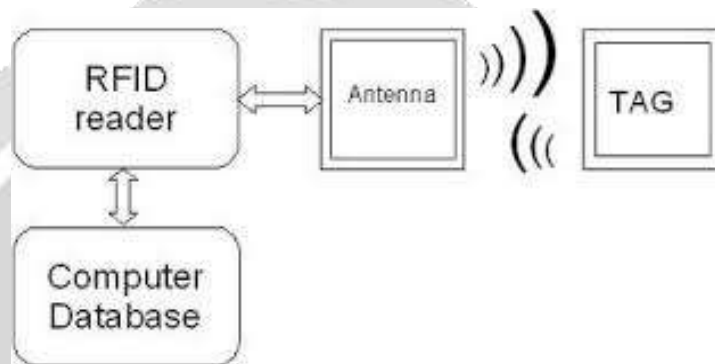 RFID
reader
Antenna
TAG
Computer
Database